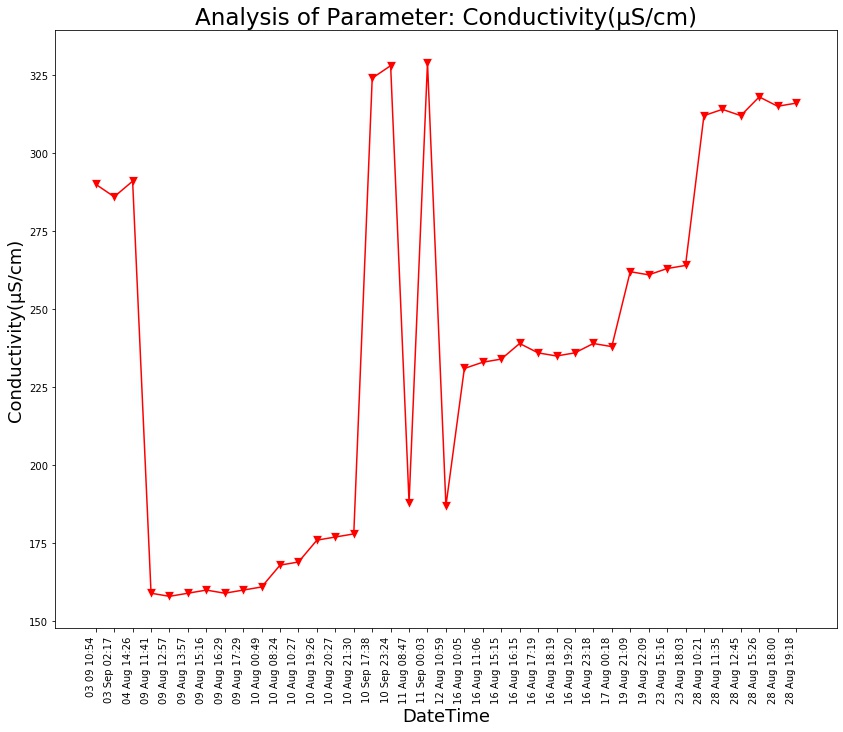 Analysis of Parameter: Conductivity(μS/cm)
Conductivity(μS/cm)
325
300
275
250
225
200
175
150
03 09 10:54
03 Sep 02:17
04 Aug 14:26
09 Aug 11:41
09 Aug 12:57
09 Aug 13:57
09 Aug 15:16
09 Aug 16:29
09 Aug 17:29
10 Aug 00:49
10 Aug 08:24
10 Aug 10:27
10 Aug 19:26
10 Aug 20:27
10 Aug 21:30
10 Sep 17:38
10 Sep 23:24
11 Aug 08:47
11 Sep 00:03
12 Aug 10:59
16 Aug 10:05
16 Aug 11:06
16 Aug 15:15
16 Aug 16:15
16 Aug 17:19
16 Aug 18:19
16 Aug 19:20
16 Aug 23:18
17 Aug 00:18
19 Aug 21:09
19 Aug 22:09
23 Aug 15:16
23 Aug 18:03
28 Aug 10:21
28 Aug 11:35
28 Aug 12:45
28 Aug 15:26
28 Aug 18:00
28 Aug 19:18
DateTime